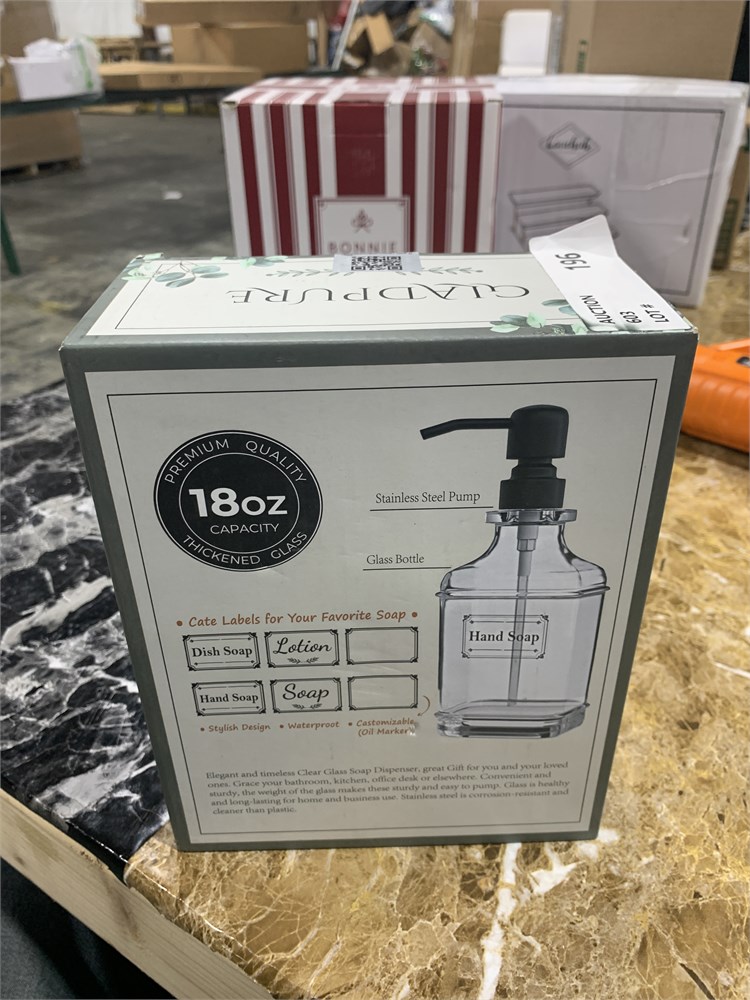 BONNIE
GLADPURE
AUCTION 156
603
LOT #
PREMIUM QUALITY
18oz
CAPACITY
THICKENED GLASS
Stainless Steel Pump
Glass Bottle
Hand Soap
• Cate Labels for Your Favorite Soap •
Dish Soap
Lotion
Hand Soap
Soap
• Stylish Design • Waterproof • Castomizable
(Oil Marker)
Elegant and timeless Clear Glass Soap Dispenser, great Gift for you and your loved
ones. Grace your bathroom, kitchen, office desk or elsewhere. Convenient and
sturdy, the weight of the glass makes these sturdy and easy to pump. Glass is healthy
and long-lasting for home and business use. Stainless steel is corrosion-resistant and
cleaner than plastic.